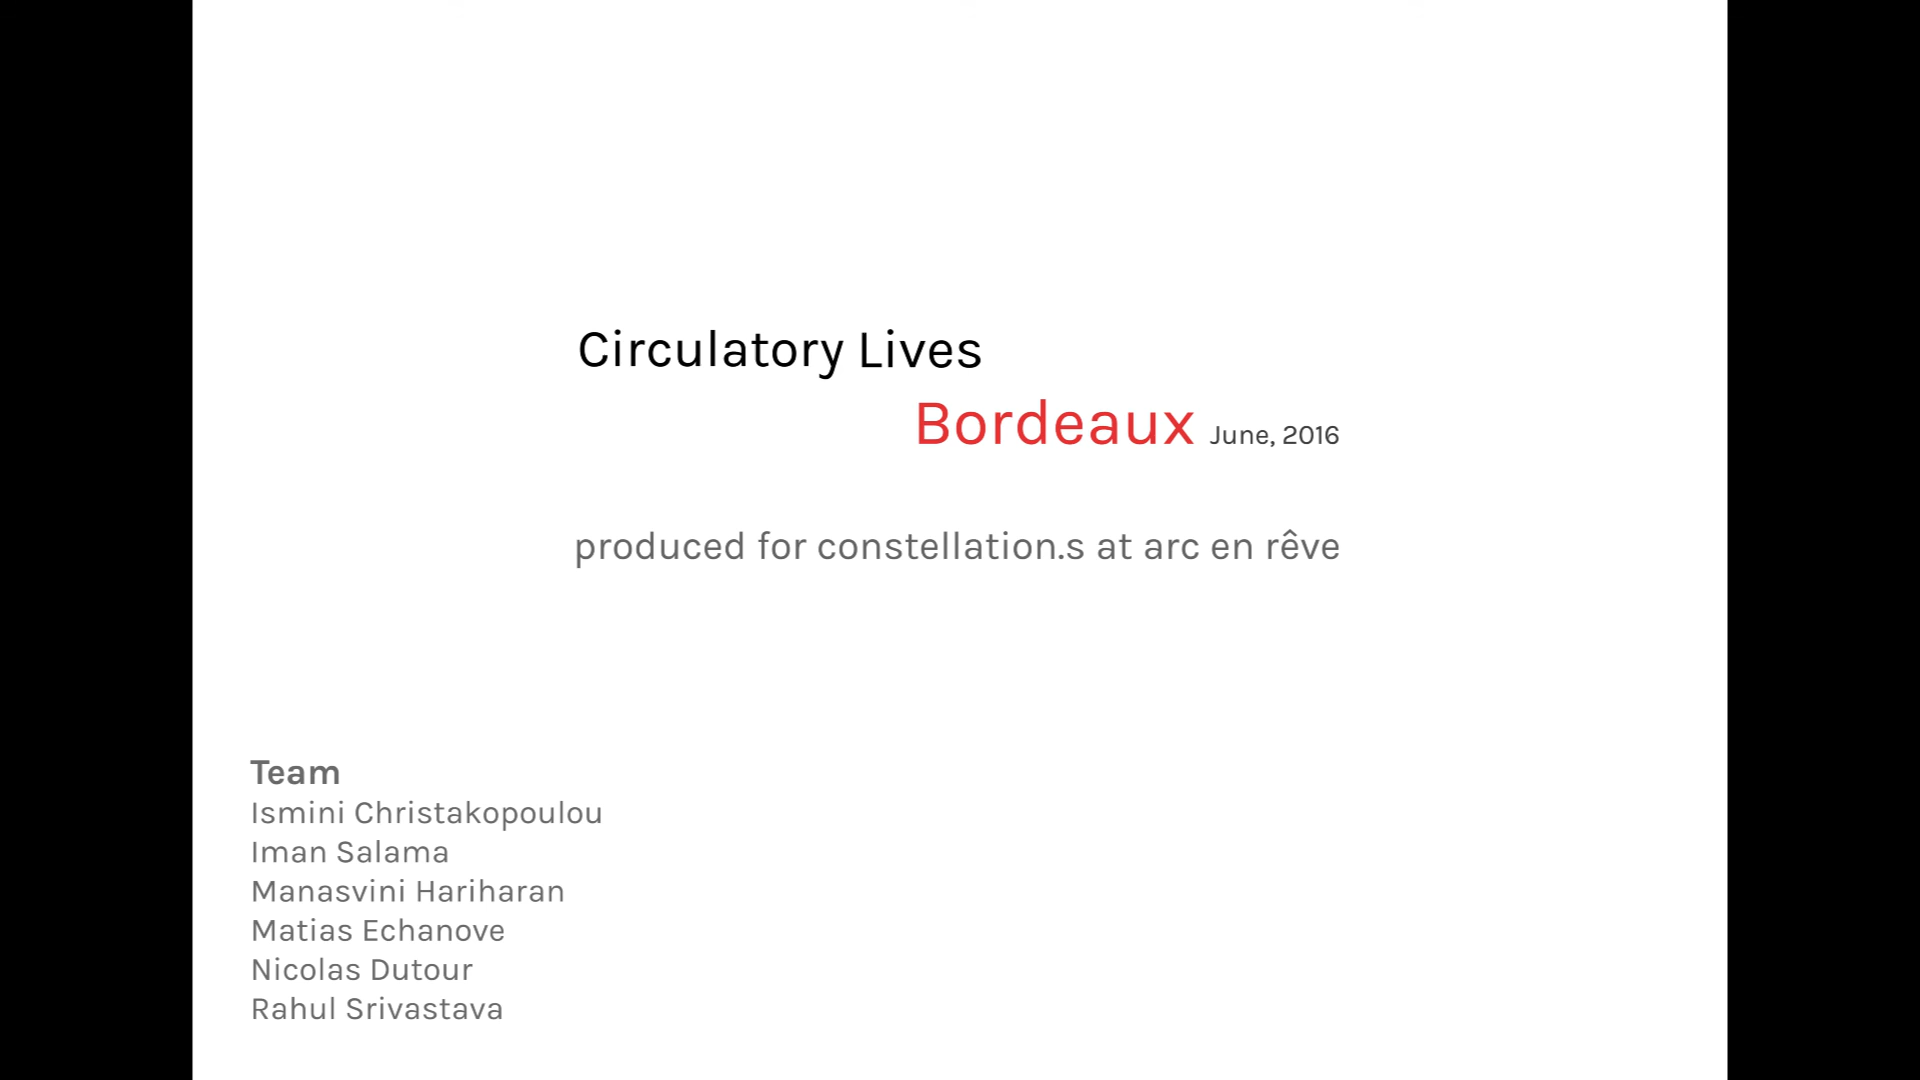 Circulatory Lives
Bordeaux June, 2016
produced for constellation.s at arc en rêve
Team
Ismini Christakopoulou
Iman Salama
Manasvini Hariharan
Matias Echanove
Nicolas Dutour
Rahul Srivastava